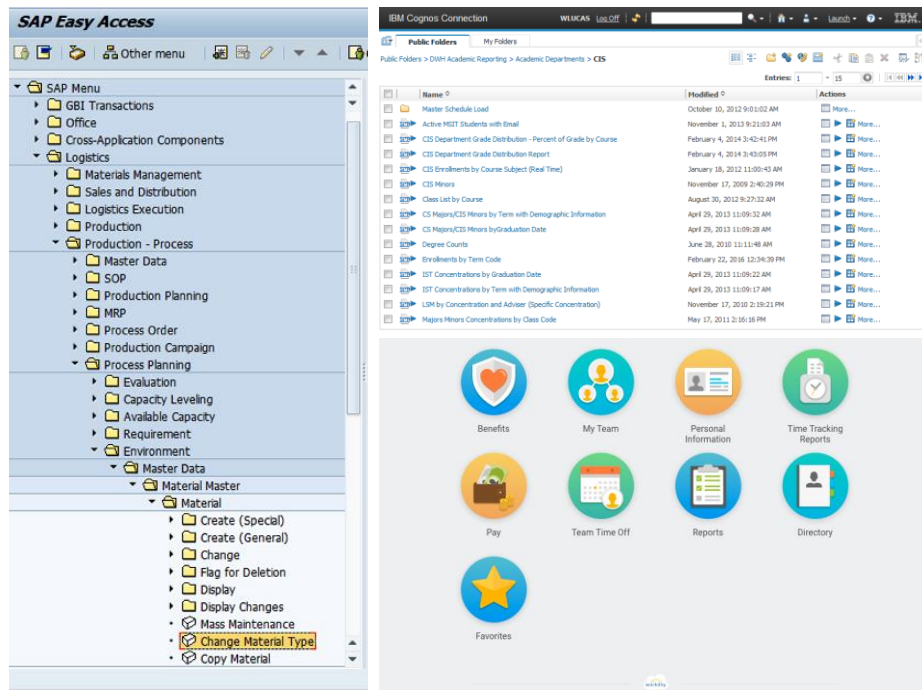 SAP Easy Access
Other menu
SAP Menu
GBI Transactions
Office
Cross-Application Components
Logistics
Materials Management
Sales and Distribution
Logistics Execution
Production
Production - Process
Master Data
SOP
Production Planning
MRP
Process Order
Production Campaign
Process Planning
Evaluation
Capacity Leveling
Available Capacity
Requirement
Environment
Master Data
Material Master
Material
Create (Special)
Create (General)
Change
Flag for Deletion
Display
Display Changes
Mass Maintenance
Change Material Type
Copy Material
IBM Cognos Connection WLUCAS Log Off Launch IBM.
Public Folders My Folders
Public Folders > DWH Academic Reporting > Academic Departments > CIS
Entries: 1 - 15
Name Modified Actions
Master Schedule Load October 10, 2012 9:01:02 AM More...
Active MSIT Students with Email November 1, 2013 9:21:03 AM More...
CIS Department Grade Distribution - Percent of Grade by Course February 4, 2014 3:42:41 PM More...
CIS Department Grade Distribution Report February 4, 2014 3:43:05 PM More...
CIS Enrollments by Course Subject (Real Time) January 18, 2012 11:00:43 AM More...
CIS Minors November 17, 2009 2:40:29 PM More...
Class List by Course August 30, 2012 9:27:32 AM More...
CS Majors/CIS Minors by Term with Demographic Information April 29, 2013 11:09:32 AM More...
CS Majors/CIS Minors byGraduation Date April 29, 2013 11:09:28 AM More...
Degree Counts June 28, 2010 11:11:48 AM More...
Enrollments by Term Code February 22, 2016 12:34:39 PM More...
IST Concentrations by Graduation Date April 29, 2013 11:09:22 AM More...
IST Concentrations by Term with Demographic Information April 29, 2013 11:09:17 AM More...
LSM by Concentration and Adviser (Specific Concentration) November 17, 2010 2:19:21 PM More...
Majors Minors Concentrations by Class Code May 17, 2011 2:16:16 PM More...
Benefits
My Team
Personal
Information
Time Tracking
Reports
Pay
Team Time Off
Reports
Directory
Favorites
workday